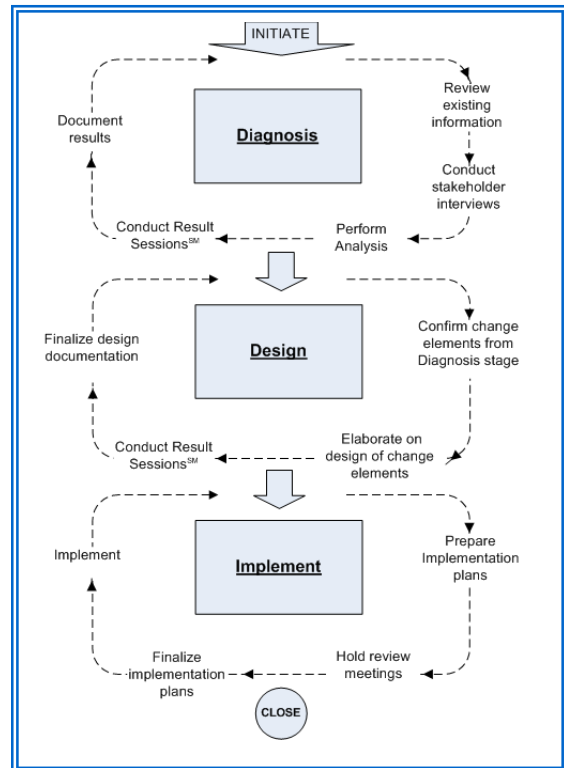 INITIATE
Review
existing
information
Document
results
Diagnosis
Conduct
stakeholder
interviews
Conduct Result
Sessions℠
Perform
Analysis
Confirm change
elements from
Diagnosis stage
Finalize design
documentation
Design
Elaborate on
design of change
elements
Conduct Result
Sessions℠
Prepare
Implementation
plans
Implement
Implement
Hold review
meetings
Finalize
implementation
plans
CLOSE